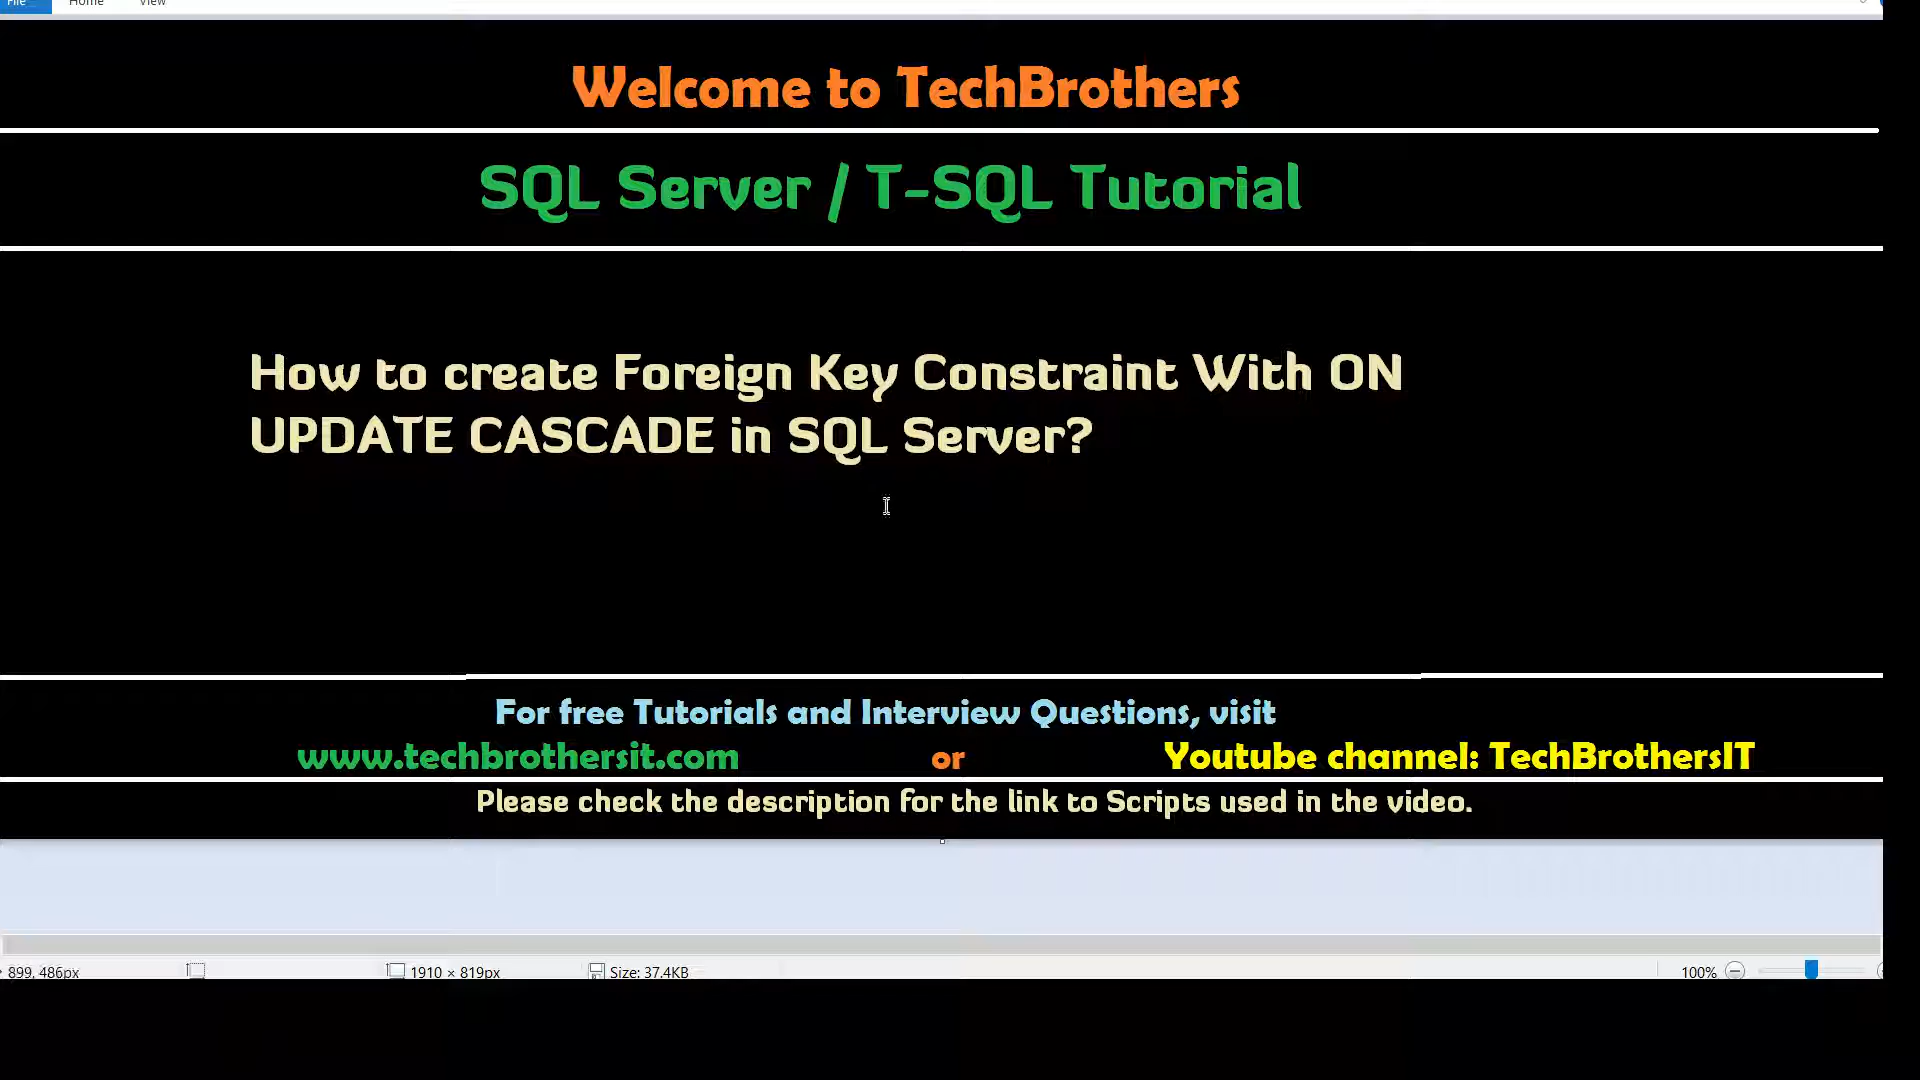 File Home View
Welcome to TechBrothers
SQL Server / T-SQL Tutorial
How to create Foreign Key Constraint With ON
UPDATE CASCADE in SQL Server?
For free Tutorials and Interview Questions, visit
www.techbrothersit.com or Youtube channel: TechBrothersIT
Please check the description for the link to Scripts used in the video.
899, 486px 1910 × 819px Size: 37.4KB 100%